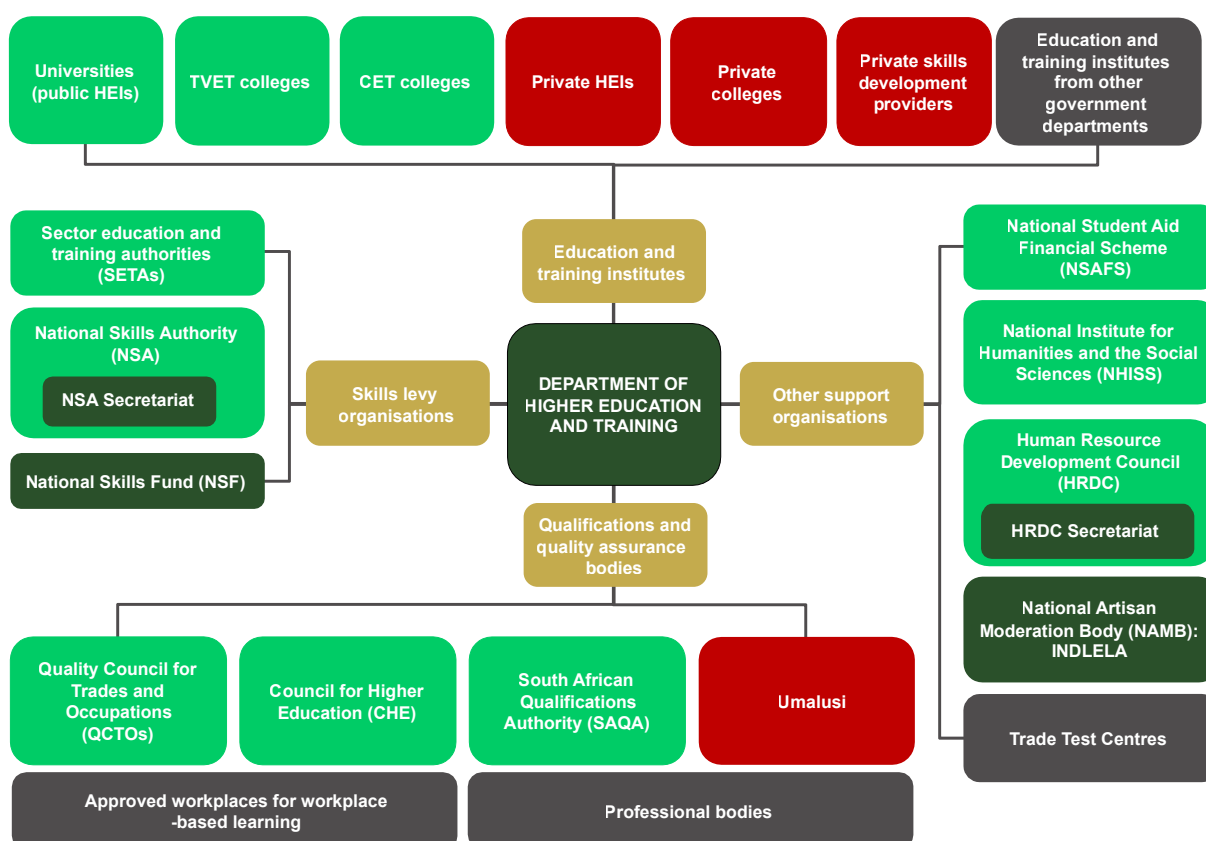 Universities
(public HEIs)
TVET colleges
CET colleges
Private HEIs
Private
colleges
Private skills
development
providers
Education and
training institutes
from other
government
departments
Sector education and
training authorities
(SETAs)
National Skills Authority
(NSA)
NSA Secretariat
National Skills Fund (NSF)
Skills levy
organisations
Education and
training institutes
DEPARTMENT OF
HIGHER EDUCATION
AND TRAINING
Other support
organisations
Qualifications and
quality assurance
bodies
National Student Aid
Financial Scheme
(NSAFS)
National Institute for
Humanities and the Social
Sciences (NHISS)
Human Resource
Development Council
(HRDC)
HRDC Secretariat
National Artisan
Moderation Body (NAMB):
INDLELA
Trade Test Centres
Quality Council for
Trades and
Occupations
(QCTOs)
Council for Higher
Education (CHE)
South African
Qualifications
Authority (SAQA)
Umalusi
Approved workplaces for workplace
-based learning
Professional bodies